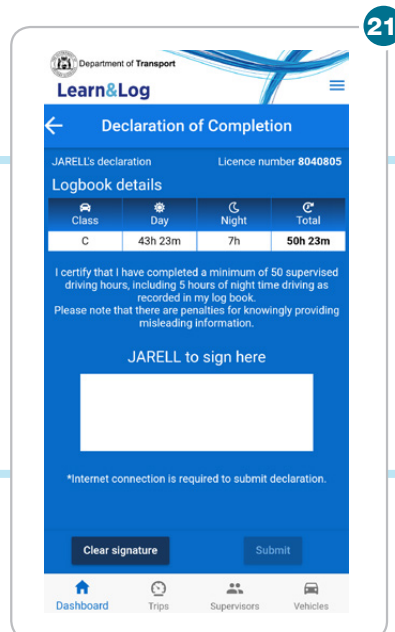 21
Department of Transport
Learn&Log
Declaration of Completion
JARELL's declaration Licence number 8040805
Logbook details
Class Day Night Total
C 43h 23m 7h 50h 23m
I certify that I have completed a minimum of 50 supervised
driving hours, including 5 hours of night time driving as
recorded in my log book.
Please note that there are penalties for knowingly providing
misleading information.
JARELL to sign here
*Internet connection is required to submit declaration.
Clear signature Submit
Dashboard Trips Supervisors Vehicles